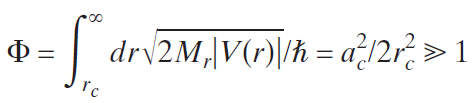 Φ = ∫_{r_c}^{∞} dr√(2M_r|V(r)|)/ħ = a_c^2/2r_c^2 ⋙ 1